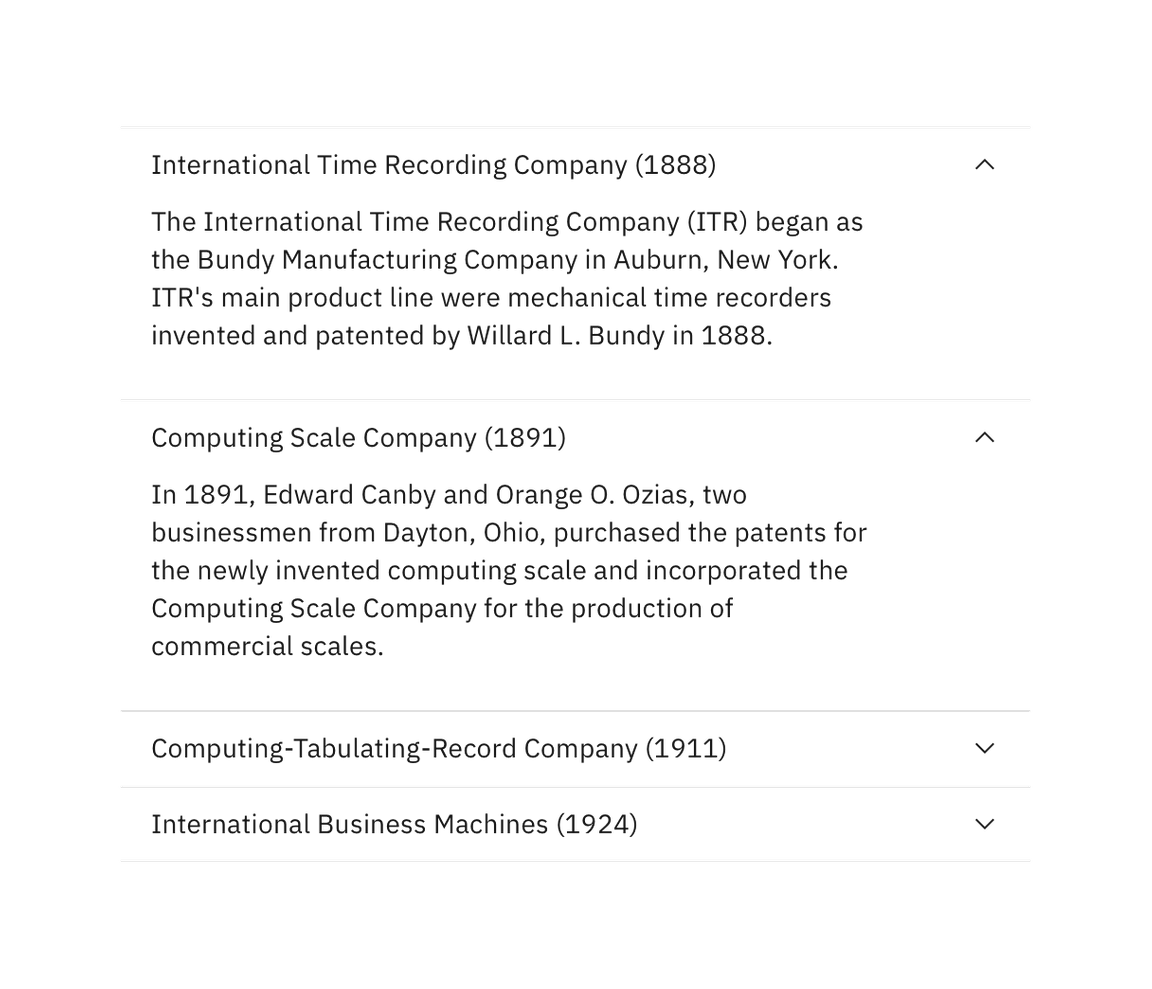 International Time Recording Company (1888)
The International Time Recording Company (ITR) began as
the Bundy Manufacturing Company in Auburn, New York.
ITR's main product line were mechanical time recorders
invented and patented by Willard L. Bundy in 1888.
Computing Scale Company (1891)
In 1891, Edward Canby and Orange O. Ozias, two
businessmen from Dayton, Ohio, purchased the patents for
the newly invented computing scale and incorporated the
Computing Scale Company for the production of
commercial scales.
Computing-Tabulating-Record Company (1911)
International Business Machines (1924)